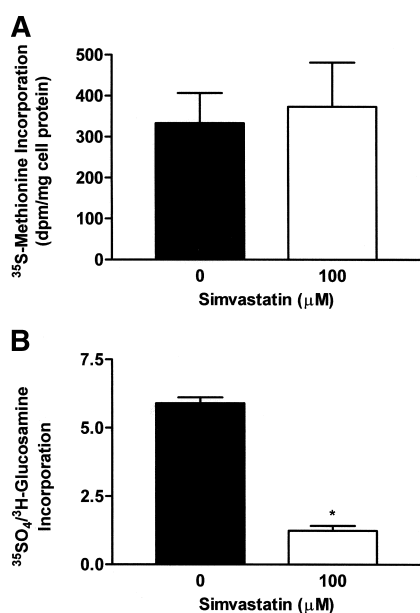 A
³⁵S-Methionine Incorporation
(dpm/mg cell protein)
500
400
300
200
100
0
0 100
Simvastatin (μM)
B
³⁵SO₄/³H-Glucosamine
Incorporation
7.5
5.0
2.5
0.0
*
0 100
Simvastatin (μM)